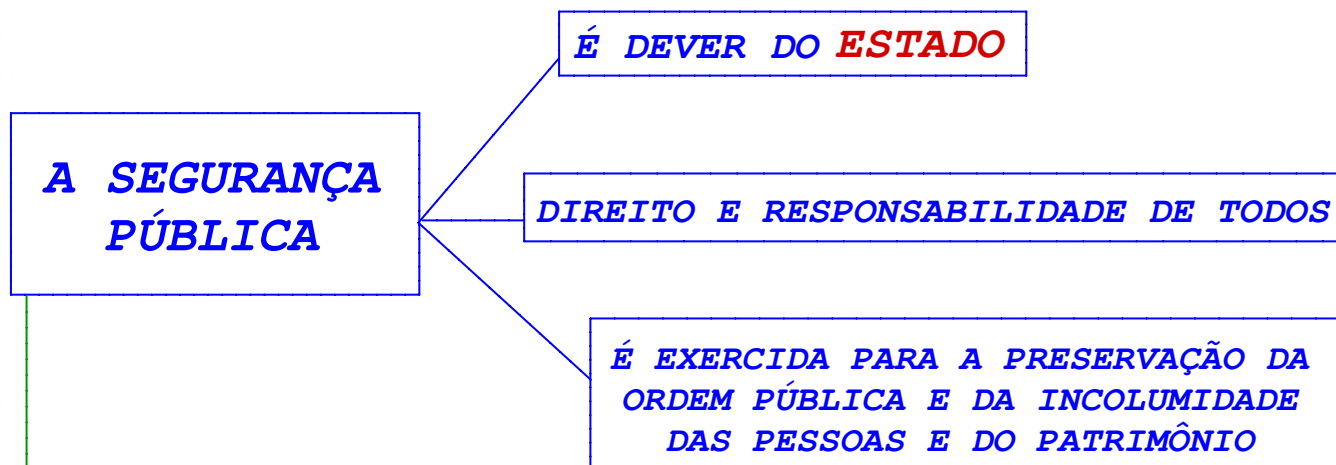 É DEVER DO ESTADO
A SEGURANÇA
PÚBLICA
DIREITO E RESPONSABILIDADE DE TODOS
É EXERCIDA PARA A PRESERVAÇÃO DA
ORDEM PÚBLICA E DA INCOLUMIDADE
DAS PESSOAS E DO PATRIMÔNIO